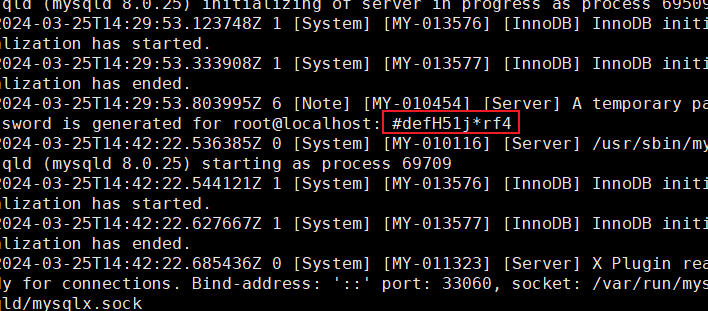 sqld (mysqld 8.0.25) initializing of server in progress as process 69509
2024-03-25T14:29:53.123748Z 1 [System] [MY-013576] [InnoDB] InnoDB initi
alization has started.
2024-03-25T14:29:53.333908Z 1 [System] [MY-013577] [InnoDB] InnoDB initi
alization has ended.
2024-03-25T14:29:53.803995Z 6 [Note] [MY-010454] [Server] A temporary pa
ssword is generated for root@localhost: #defH51j*rf4
2024-03-25T14:42:22.536385Z 0 [System] [MY-010116] [Server] /usr/sbin/my
sqld (mysqld 8.0.25) starting as process 69709
2024-03-25T14:42:22.544121Z 1 [System] [MY-013576] [InnoDB] InnoDB initi
alization has started.
2024-03-25T14:42:22.627667Z 1 [System] [MY-013577] [InnoDB] InnoDB initi
alization has ended.
2024-03-25T14:42:22.685436Z 0 [System] [MY-011323] [Server] X Plugin rea
dy for connections. Bind-address: '::' port: 33060, socket: /var/run/mys
qld/mysqlx.sock